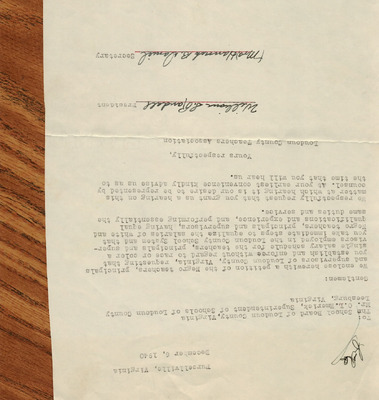 Purcellville, Virginia
December 6, 1940
To:
The School Board of Loudoun County, Virginia,
Mr. O.L. Emerick, Superintendent of Schools of Loudoun County
Leesburg, Virginia
Gentlemen:
We enclose herewith a petition of the Negro teachers, principals
and supervisors of Loudoun County, Virginia, requesting that
you establish and enforce without regard to race or color a
single salary schedule for the teachers, principals and super-
visors employed in the Loudoun County School System and that
you take immediate steps to equalize the salaries of white and
Negro teachers, principals and supervisors, having equal
qualifications and experience, and performing essentially the
same duties and service.
We respectfully request that you grant us a hearing on this
matter at which hearing it is our desire to be represented by
counsel. At your earliest convenience kindly advise us as to
the time that you will hear us.
Yours respectfully,
Loudoun County Teachers Association
President
Secretary